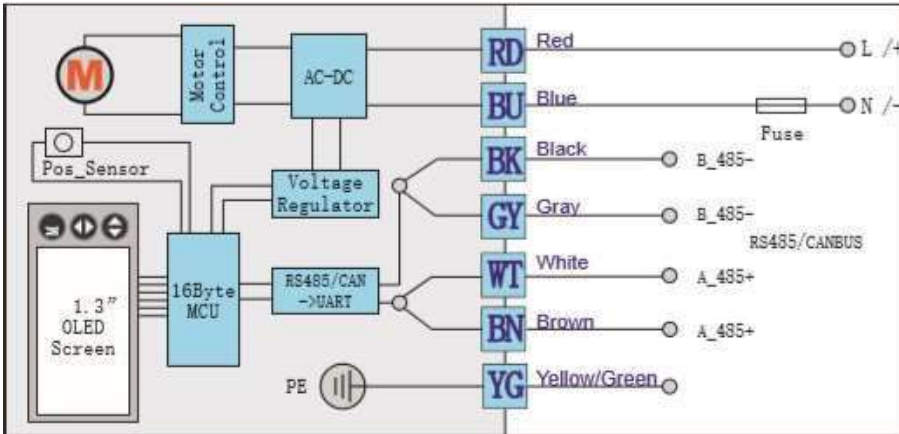 M
Motor
Control
AC-DC
RD
Red
L /+
BU
Blue
N /-
Fuse
Pos_Sensor
Voltage
Regulator
BK
Black
B_485-
GY
Gray
B_485-
RS485/CANBUS
1.3”
OLED
Screen
16Byte
MCU
RS485/CAN
->UART
WT
White
A_485+
BN
Brown
A_485+
PE
YG
Yellow/Green